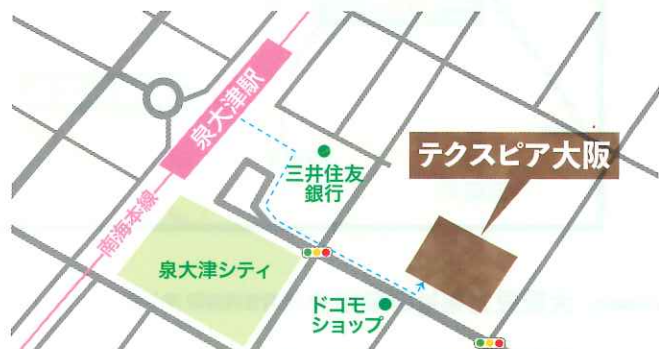 泉大津駅
南海本線
三井住友
銀行
テクスピア大阪
泉大津シティ
ドコモ
ショップ